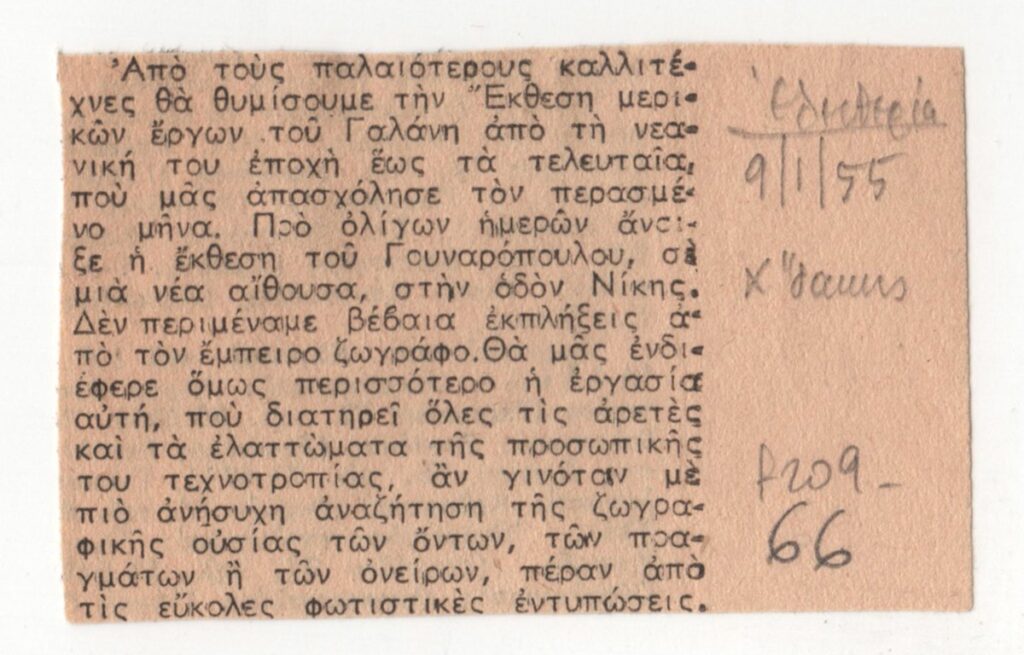 Ἀπὸ τοὺς παλαιότερους καλλιτέ-
χνες θὰ θυμίσουμε τὴν Ἔκθεση μερι-
κῶν ἔργων τοῦ Γαλάνη ἀπὸ τὴ νεα-
νική του ἐποχὴ ἕως τὰ τελευταῖα,
ποὺ μᾶς ἀπασχόλησε τὸν περασμέ-
νο μῆνα. Πρὸ ὀλίγων ἡμερῶν ἄνοι-
ξε ἡ ἔκθεση τοῦ Γουναρόπουλου, σὲ
μιὰ νέα αἴθουσα, στὴν ὁδὸν Νίκης.
Δὲν περιμέναμε βέβαια ἐκπλήξεις ἀ-
πὸ τὸν ἔμπειρο ζωγράφο. Θὰ μᾶς ἐνδι-
έφερε ὅμως περισσότερο ἡ ἐργασία
αὐτή, ποὺ διατηρεῖ ὅλες τὶς ἀρετὲς
καὶ τὰ ἐλαττώματα τῆς προσωπικῆς
του τεχνοτροπίας, ἂν γινόταν μὲ
πιὸ ἀνήσυχη ἀναζήτηση τῆς ζωγρα-
φικῆς οὐσίας τῶν ὄντων, τῶν πρα-
γμάτων ἢ τῶν ὀνείρων, πέραν ἀπὸ
τὶς εὔκολες φωτιστικὲς ἐντυπώσεις.
Ἐλευθερία
9/1/55
66